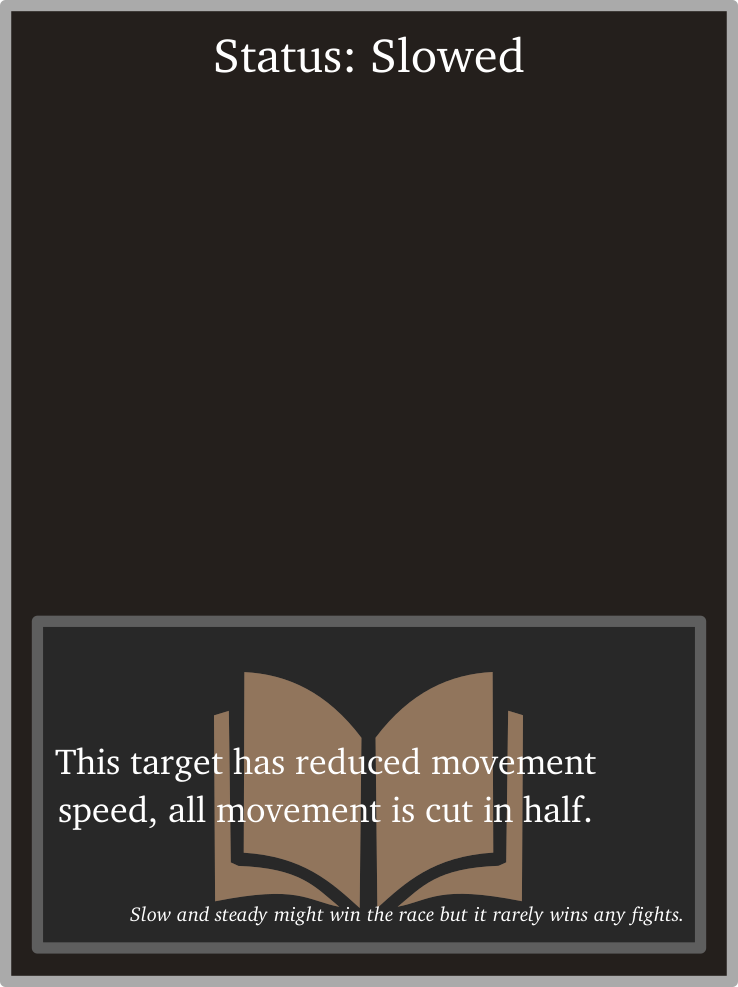 Status: Slowed
This target has reduced movement
speed, all movement is cut in half.
Slow and steady might win the race but it rarely wins any fights.